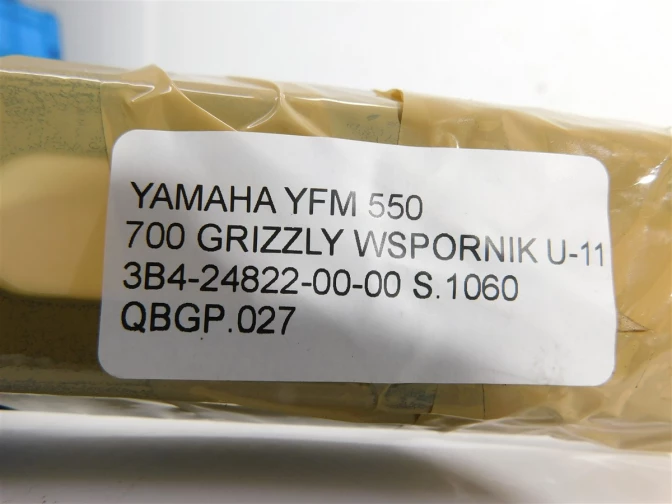 YAMAHA YFM 550
700 GRIZZLY WSPORNIK U-11
3B4-24822-00-00 S.1060
QBGP.027